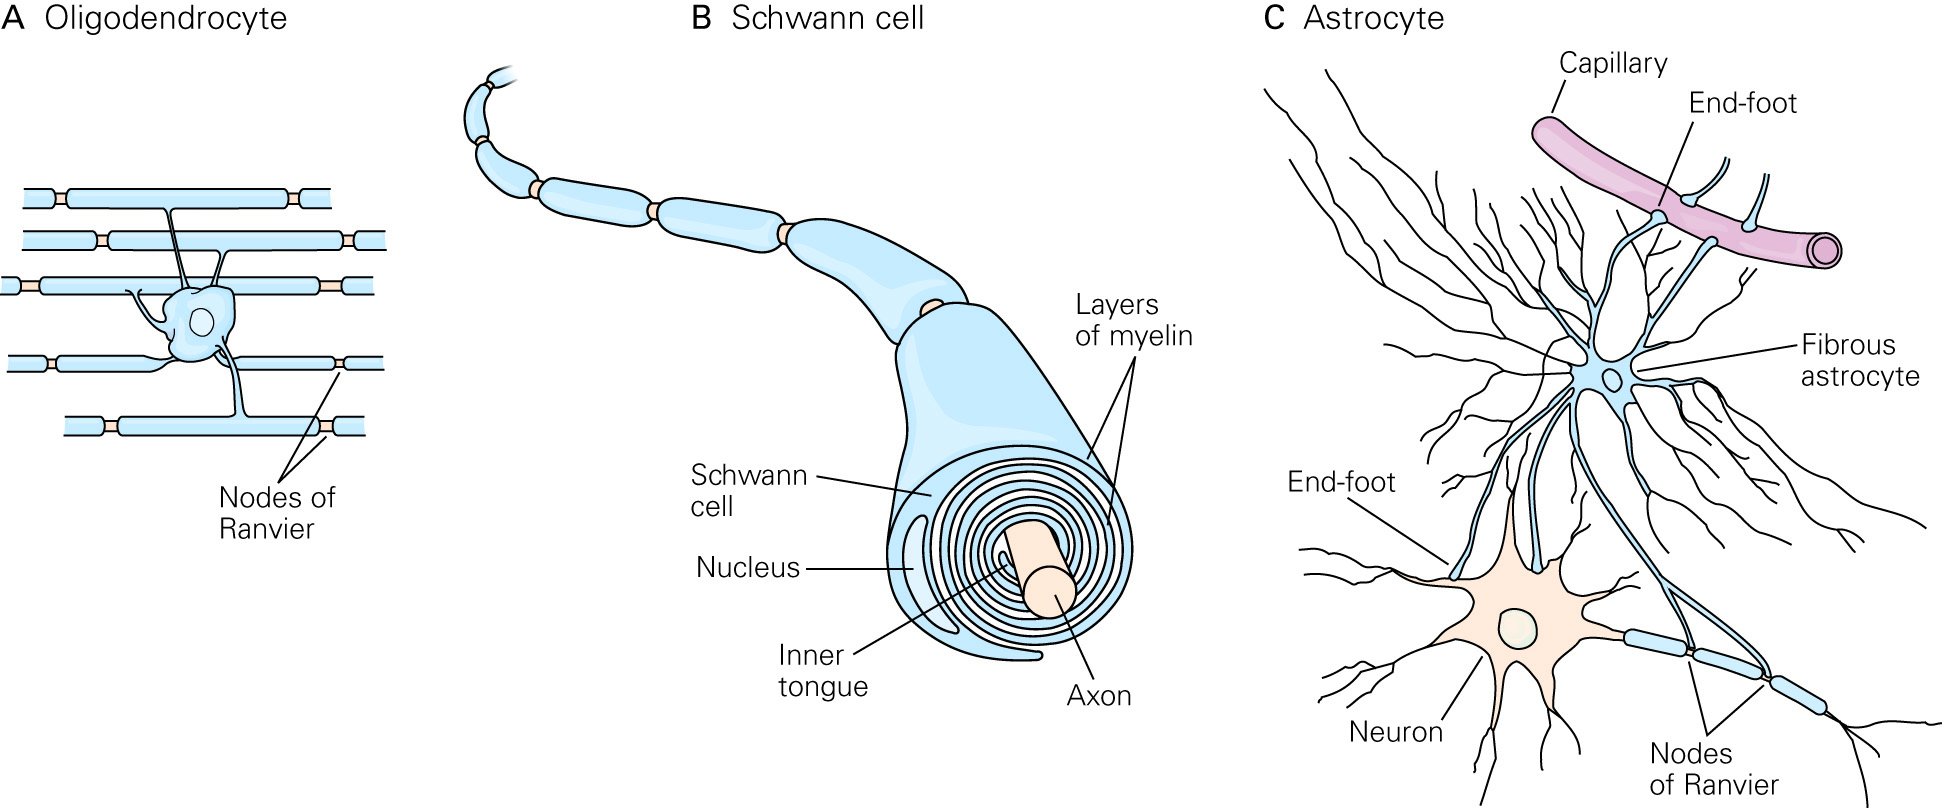 A Oligodendrocyte
Nodes of
Ranvier
B Schwann cell
Layers
of myelin
Schwann
cell
Nucleus
Inner
tongue
Axon
C Astrocyte
Capillary
End-foot
Fibrous
astrocyte
End-foot
Neuron
Nodes
of Ranvier